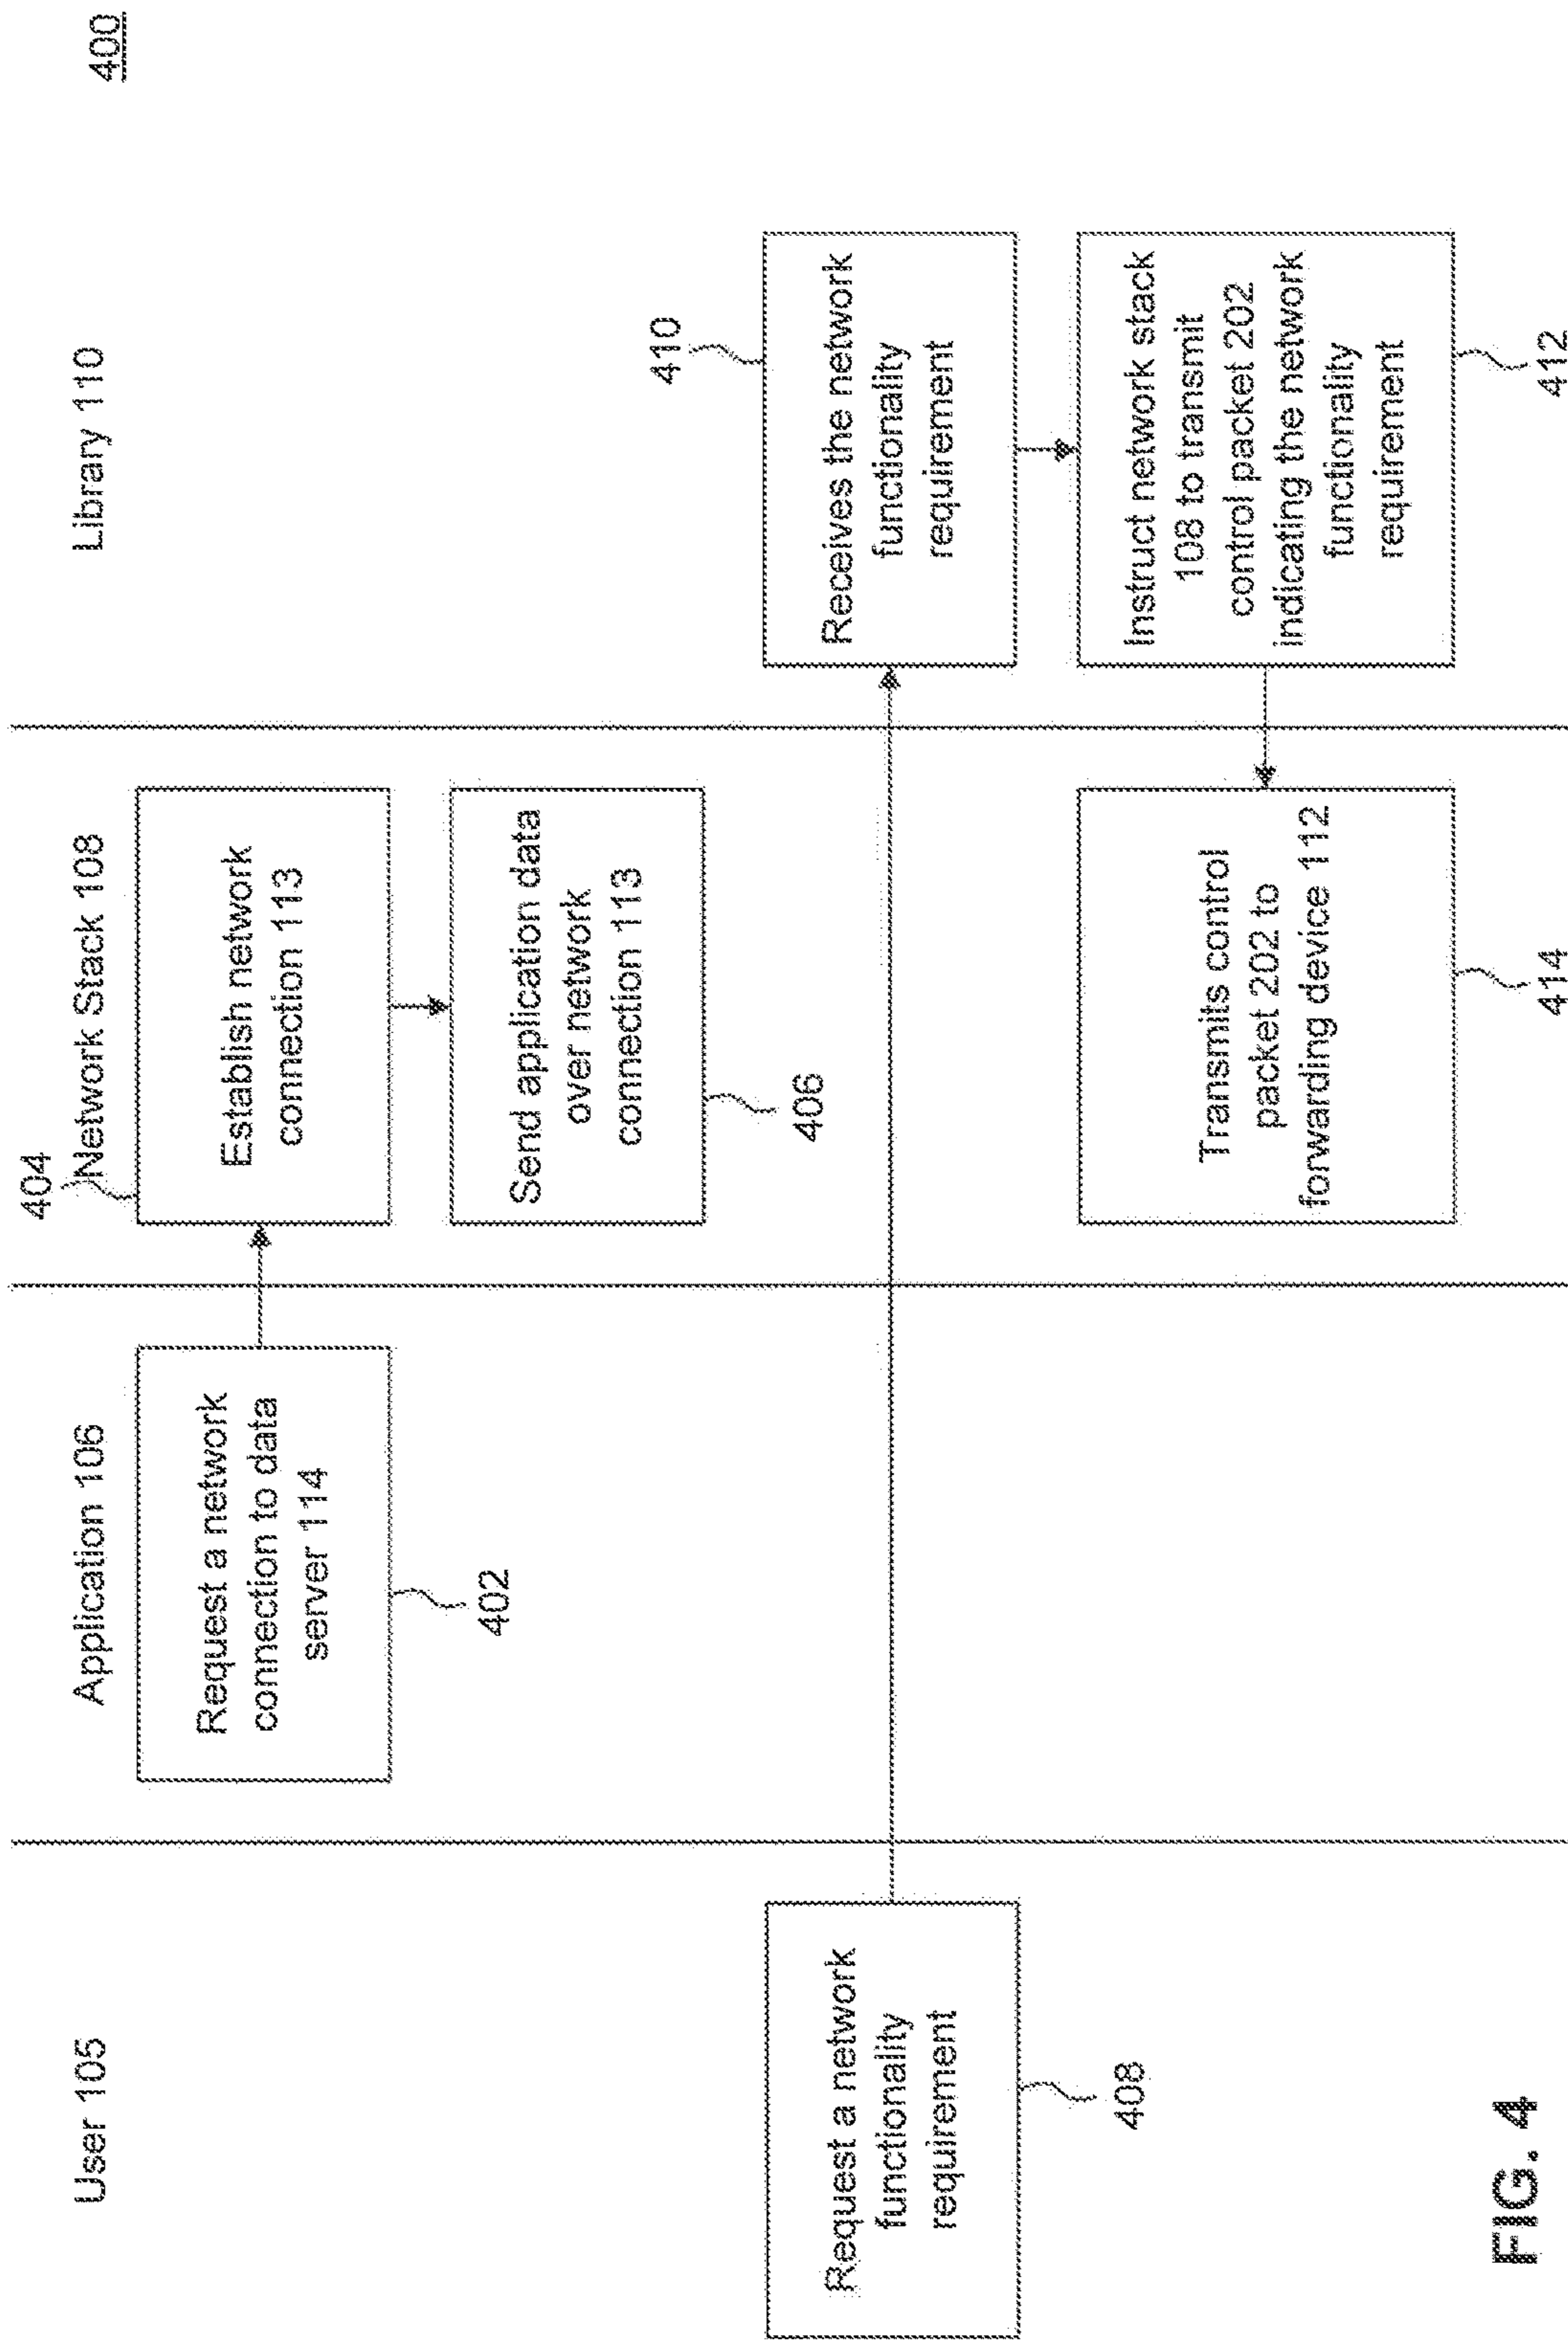 400
User 105
Application 106
Network Stack 108
Library 110
404
Request a network
connection to data
server 114
402
Establish network
connection 113
Send application data
over network
connection 113
406
Request a network
functionality
requirement
408
410
Receives the network
functionality
requirement
Instruct network stack
108 to transmit
control packet 202
indicating the network
functionality
requirement
412
Transmits control
packet 202 to
forwarding device 112
414
FIG. 4